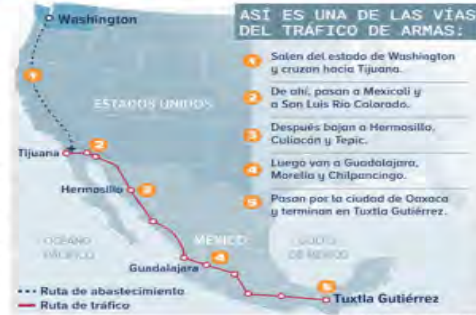 ASÍ ES UNA DE LAS VÍAS
DEL TRÁFICO DE ARMAS:
1 Salen del estado de Washington
y cruzan hacia Tijuana.
2 De ahí, pasan a Mexicali y
a San Luis Río Colorado.
3 Después bajan a Hermosillo,
Culiacán y Tepic.
4 Luego van a Guadalajara,
Morelia y Chilpancingo.
5 Pasan por la ciudad de Oaxaca
y terminan en Tuxtla Gutiérrez.
Washington
1
ESTADOS UNIDOS
Tijuana
2
Hermosillo
3
OCÉANO
PACÍFICO
MÉXICO
GOLFO
DE MÉXICO
Guadalajara
4
5
Tuxtla Gutiérrez
Ruta de abastecimiento
Ruta de tráfico